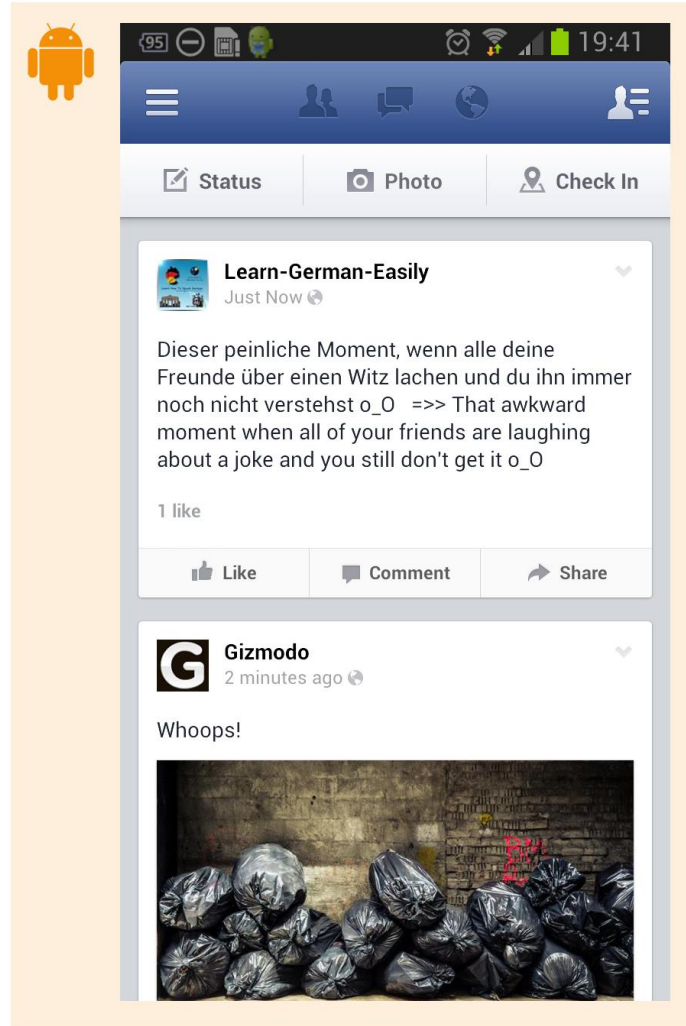 95 19:41
Status Photo Check In
Learn-German-Easily
Just Now
Dieser peinliche Moment, wenn alle deine
Freunde über einen Witz lachen und du ihn immer
noch nicht verstehst o_O =>> That awkward
moment when all of your friends are laughing
about a joke and you still don't get it o_O
1 like
Like Comment Share
G
Gizmodo
2 minutes ago
Whoops!